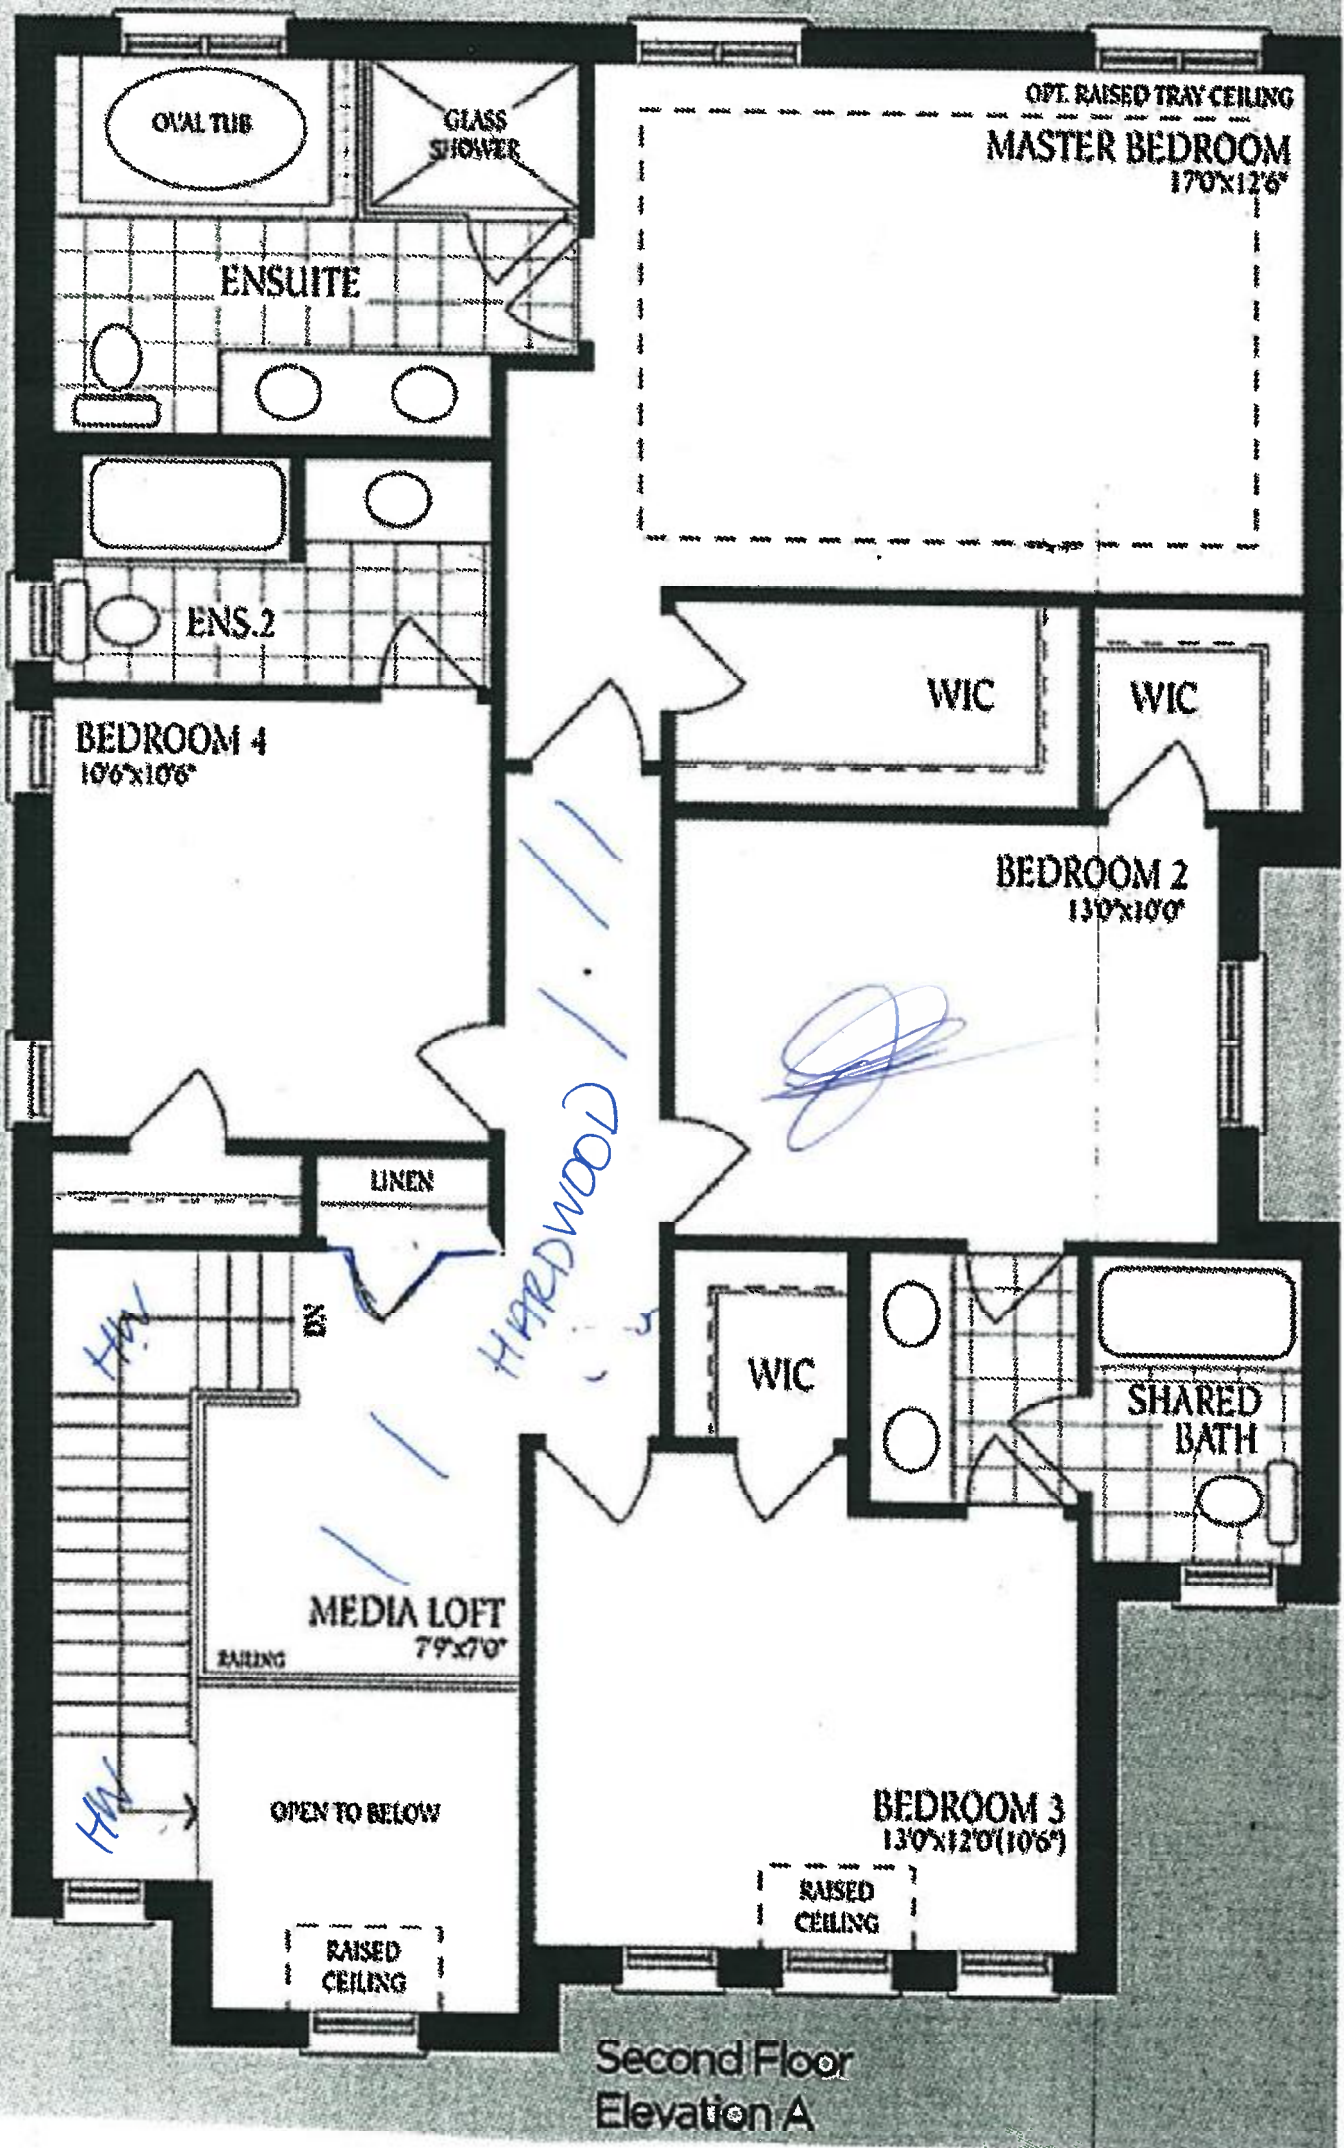 OPT. RAISED TRAY CEILING
MASTER BEDROOM
17'0"x12'6"
OVAL TUB
GLASS
SHOWER
ENSUITE
ENS.2
WIC
WIC
BEDROOM 4
10'6"x10'6"
BEDROOM 2
13'0"x10'0"
HARDWOOD
LINEN
HW
DN
WIC
SHARED
BATH
MEDIA LOFT
7'9"x7'0"
RAILING
HW
OPEN TO BELOW
BEDROOM 3
13'0"x12'0"(10'6")
RAISED
CEILING
RAISED
CEILING
Second Floor
Elevation A